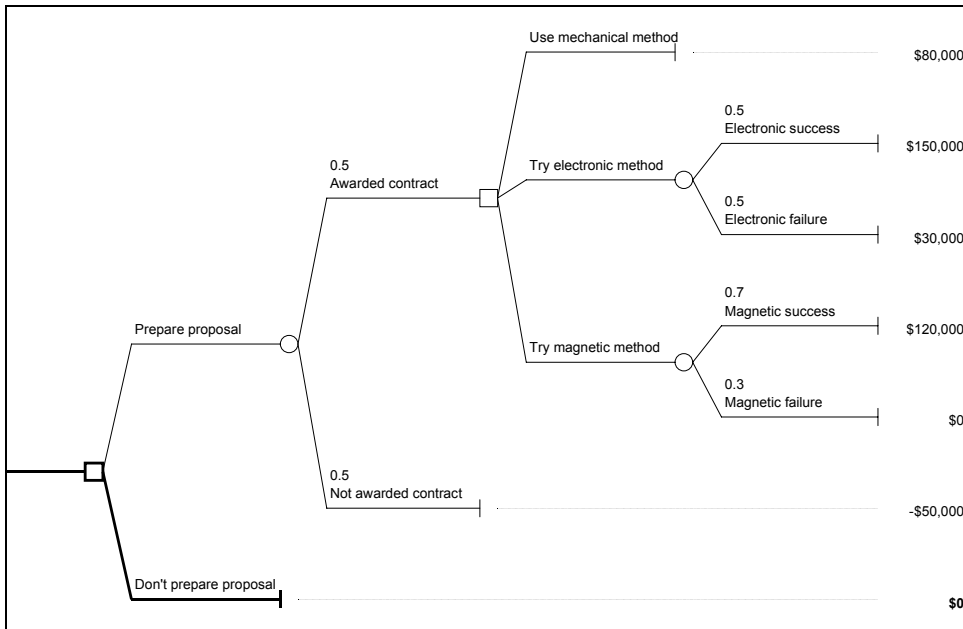 Use mechanical method
$80,000
0.5
Electronic success
$150,000
0.5
Awarded contract
Try electronic method
0.5
Electronic failure
$30,000
0.7
Magnetic success
$120,000
Prepare proposal
Try magnetic method
0.3
Magnetic failure
$0
0.5
Not awarded contract
-$50,000
Don't prepare proposal
$0